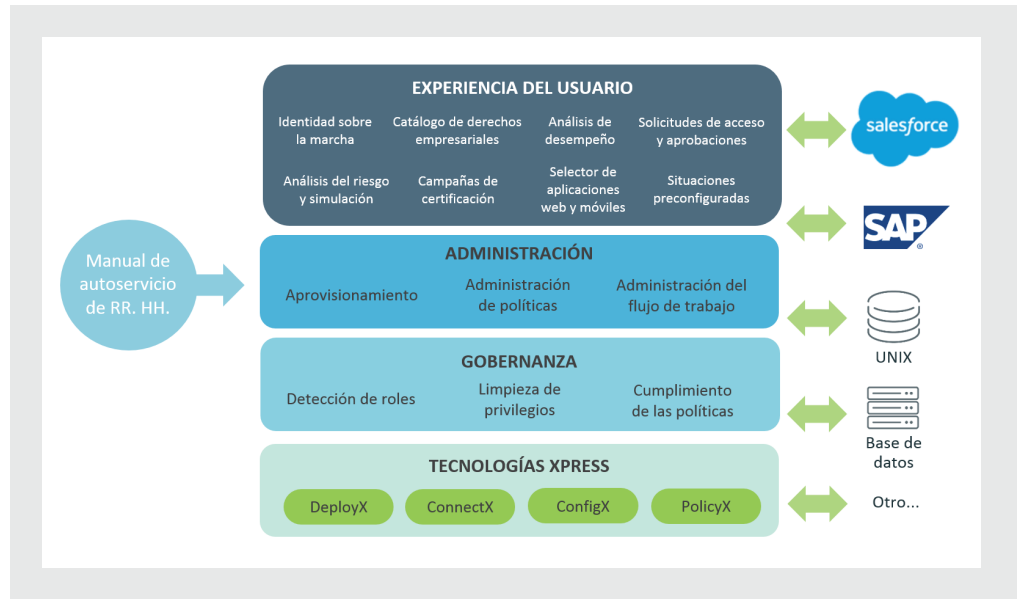 EXPERIENCIA DEL USUARIO
Identidad sobre
la marcha
Catálogo de derechos
empresariales
Análisis de
desempeño
Solicitudes de acceso
y aprobaciones
Análisis del riesgo
y simulación
Campañas de
certificación
Selector de
aplicaciones
web y móviles
Situaciones
preconfiguradas
Manual de
autoservicio
de RR. HH.
ADMINISTRACIÓN
Aprovisionamiento
Administración
de políticas
Administración del
flujo de trabajo
GOBERNANZA
Detección de roles
Limpieza de
privilegios
Cumplimiento
de las políticas
TECNOLOGÍAS XPRESS
DeployX
ConnectX
ConfigX
PolicyX
salesforce
SAP®
UNIX
Base de
datos
Otro...